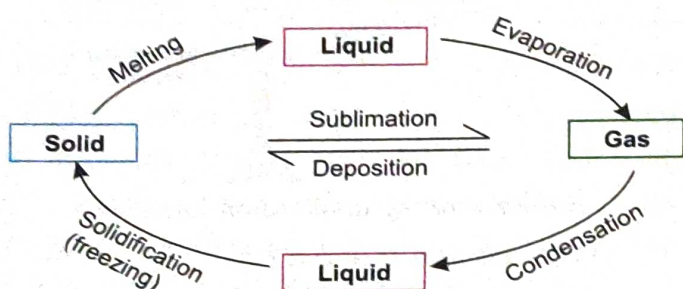 Liquid
Melting
Evaporation
Solid
Sublimation
Deposition
Gas
Solidification
(freezing)
Liquid
Condensation